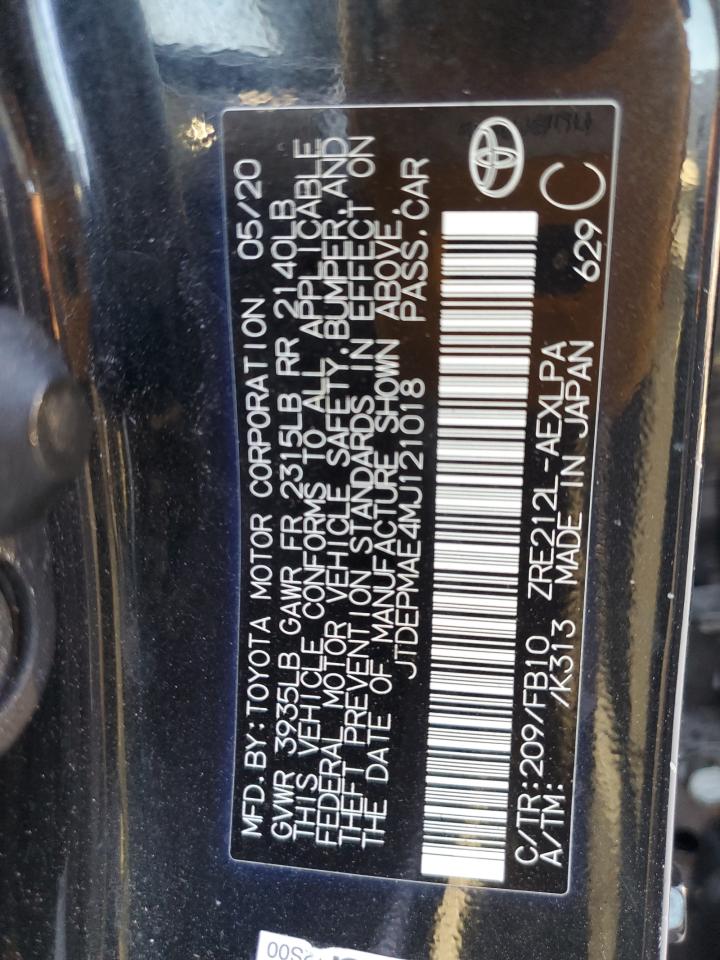 MFD.BY:TOYOTA MOTOR CORPORATION 05/20
GVWR 3935LB GAWR FR 2315LB RR 2140LB
THIS VEHICLE CONFORMS TO ALL APPLICABLE
FEDERAL MOTOR VEHICLE SAFETY,BUMPER,AND
THEFT PREVENTION STANDARDS IN EFFECT ON
THE DATE OF MANUFACTURE SHOWN ABOVE.
JTDEPMAE4MJ121018 PASS.CAR
C/TR:209/FB10 ZRE212L-AEXLPA
A/TM: /K313 MADE IN JAPAN 629 C